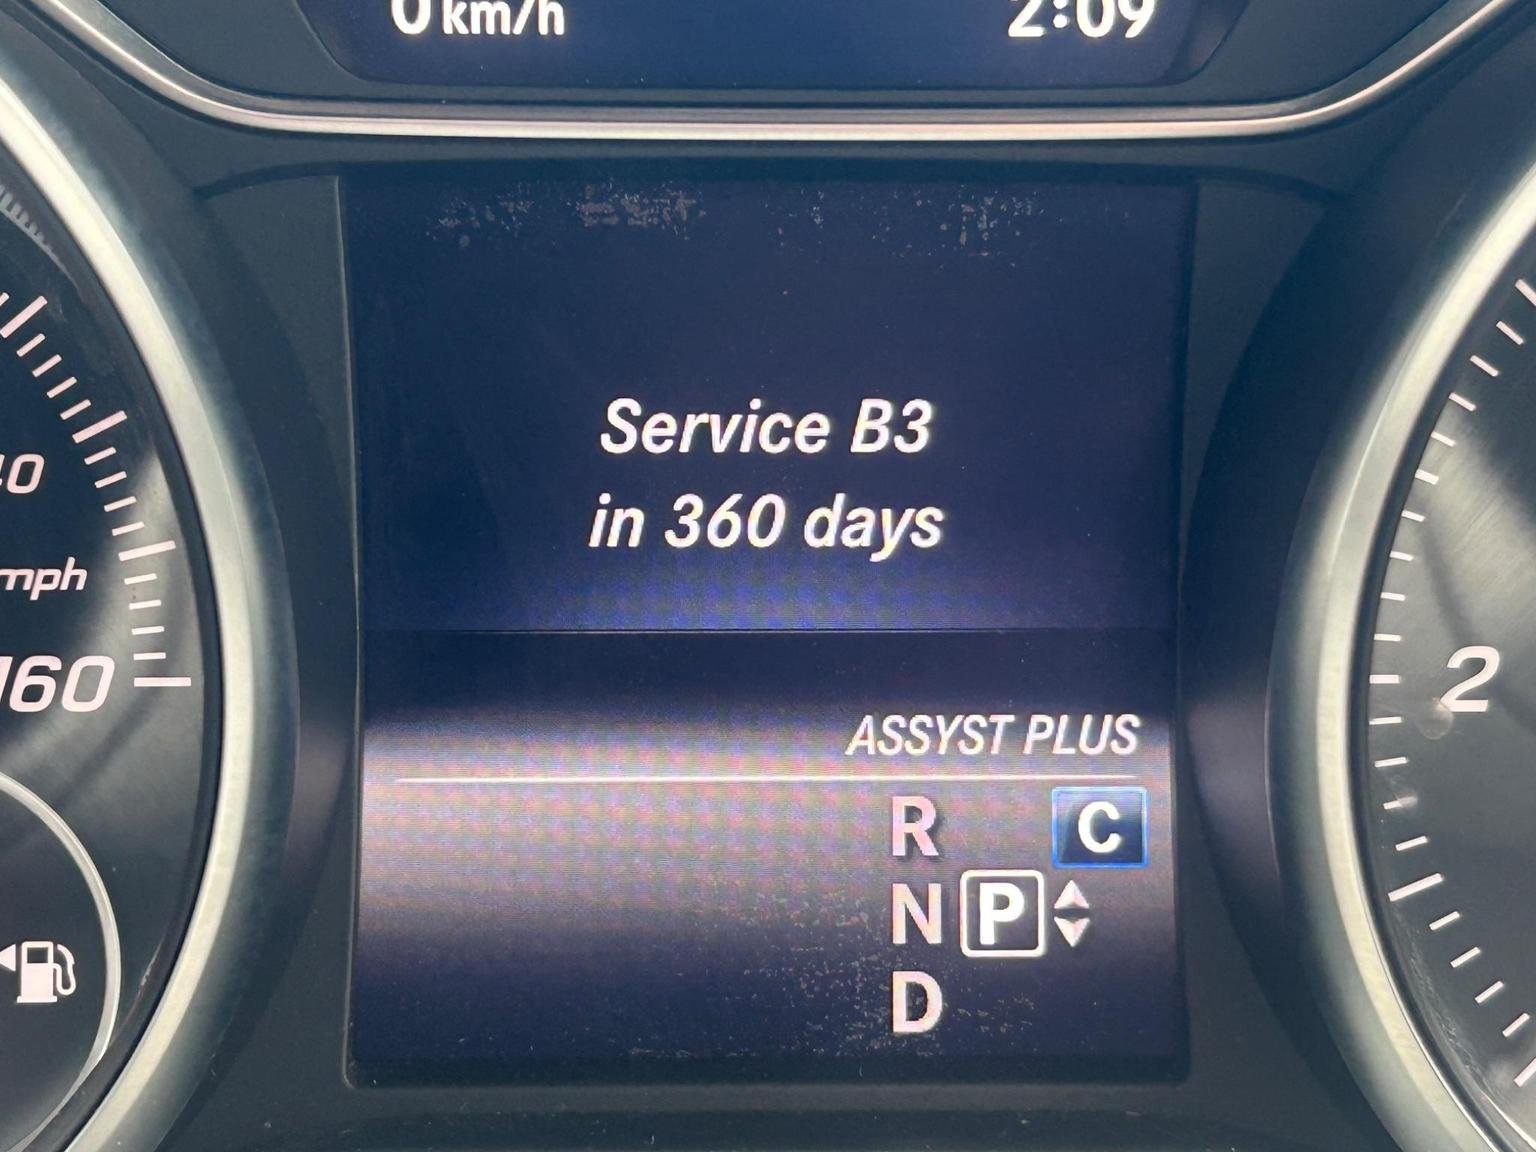 0 km/h 2:09
Service B3
in 360 days
mph
160
2
ASSYST PLUS
R C
N P
D